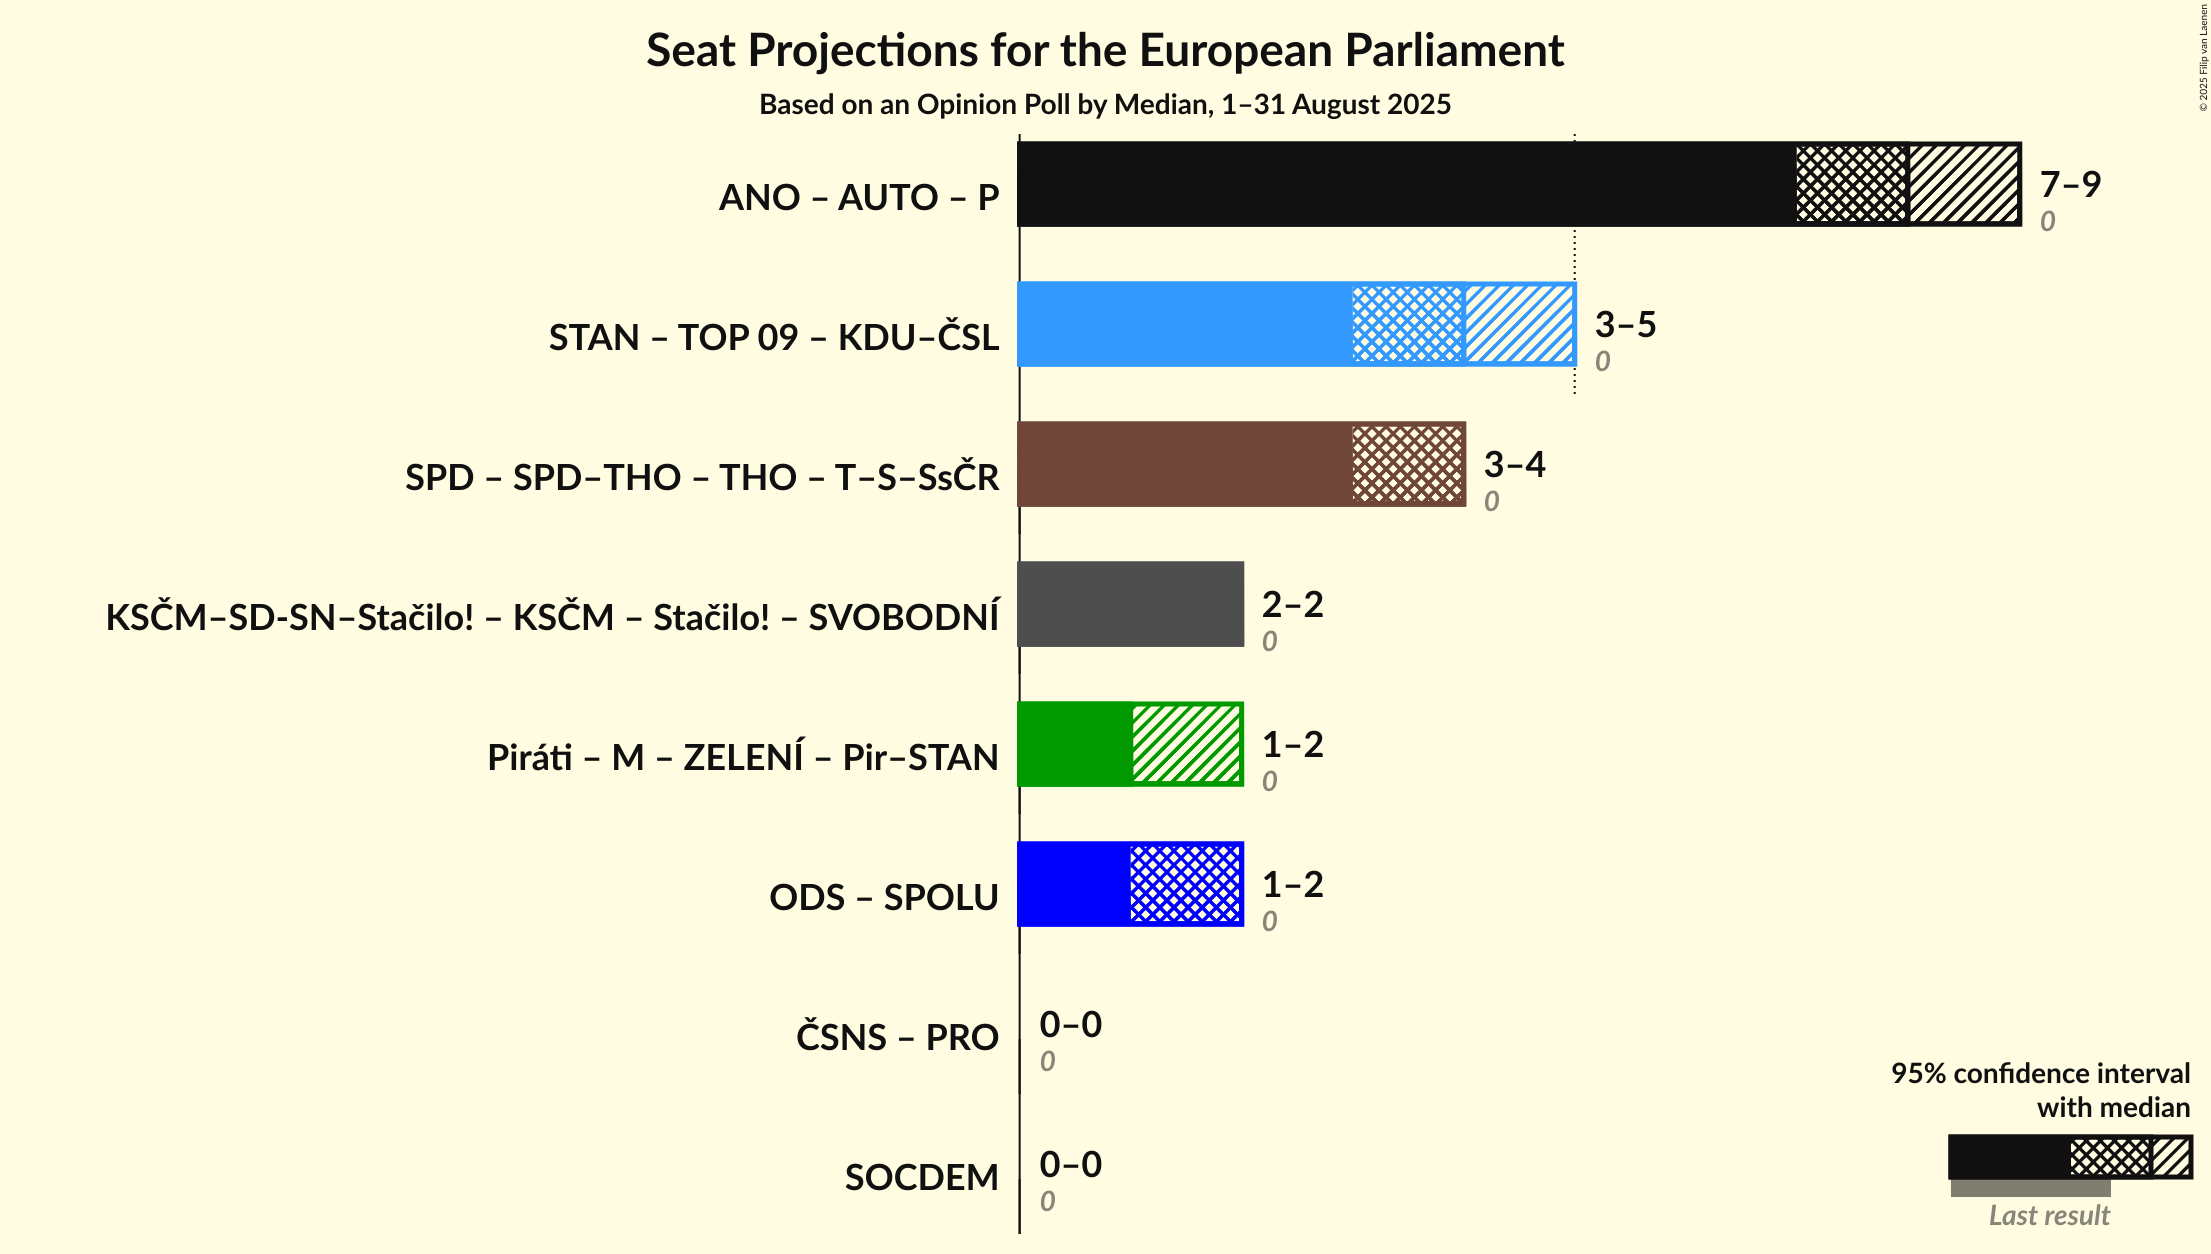 © 2025 Filip van Laenen
Seat Projections for the European Parliament
Based on an Opinion Poll by Median, 1–31 August 2025
ANO – AUTO – P
7–9
0
STAN – TOP 09 – KDU–ČSL
3–5
0
SPD – SPD–THO – THO – T–S–SsČR
3–4
0
KSČM–SD-SN–Stačilo! – KSČM – Stačilo! – SVOBODNÍ
2–2
0
Piráti – M – ZELENÍ – Pir–STAN
1–2
0
ODS – SPOLU
1–2
0
ČSNS – PRO
0–0
0
SOCDEM
0–0
0
95% confidence interval
with median
Last result